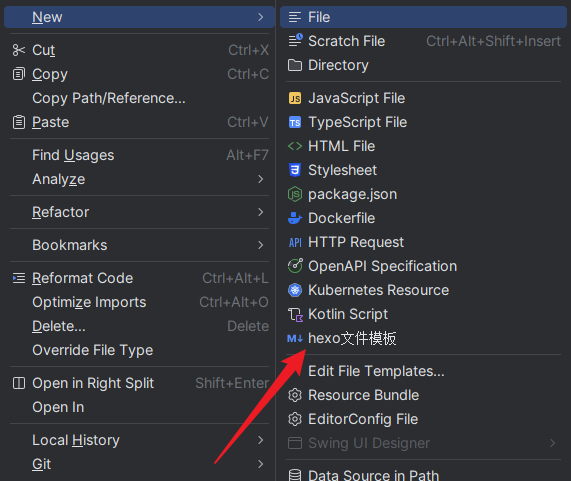 New
Cut Ctrl+X
Copy Ctrl+C
Copy Path/Reference...
Paste Ctrl+V
Find Usages Alt+F7
Analyze
Refactor
Bookmarks
Reformat Code Ctrl+Alt+L
Optimize Imports Ctrl+Alt+O
Delete... Delete
Override File Type
Open in Right Split Shift+Enter
Open In
Local History
Git
File
Scratch File Ctrl+Alt+Shift+Insert
Directory
JS JavaScript File
TS TypeScript File
HTML File
Stylesheet
package.json
Dockerfile
API HTTP Request
OpenAPI Specification
Kubernetes Resource
Kotlin Script
M↓ hexo文件模板
Edit File Templates...
Resource Bundle
EditorConfig File
Swing UI Designer
Data Source in Path